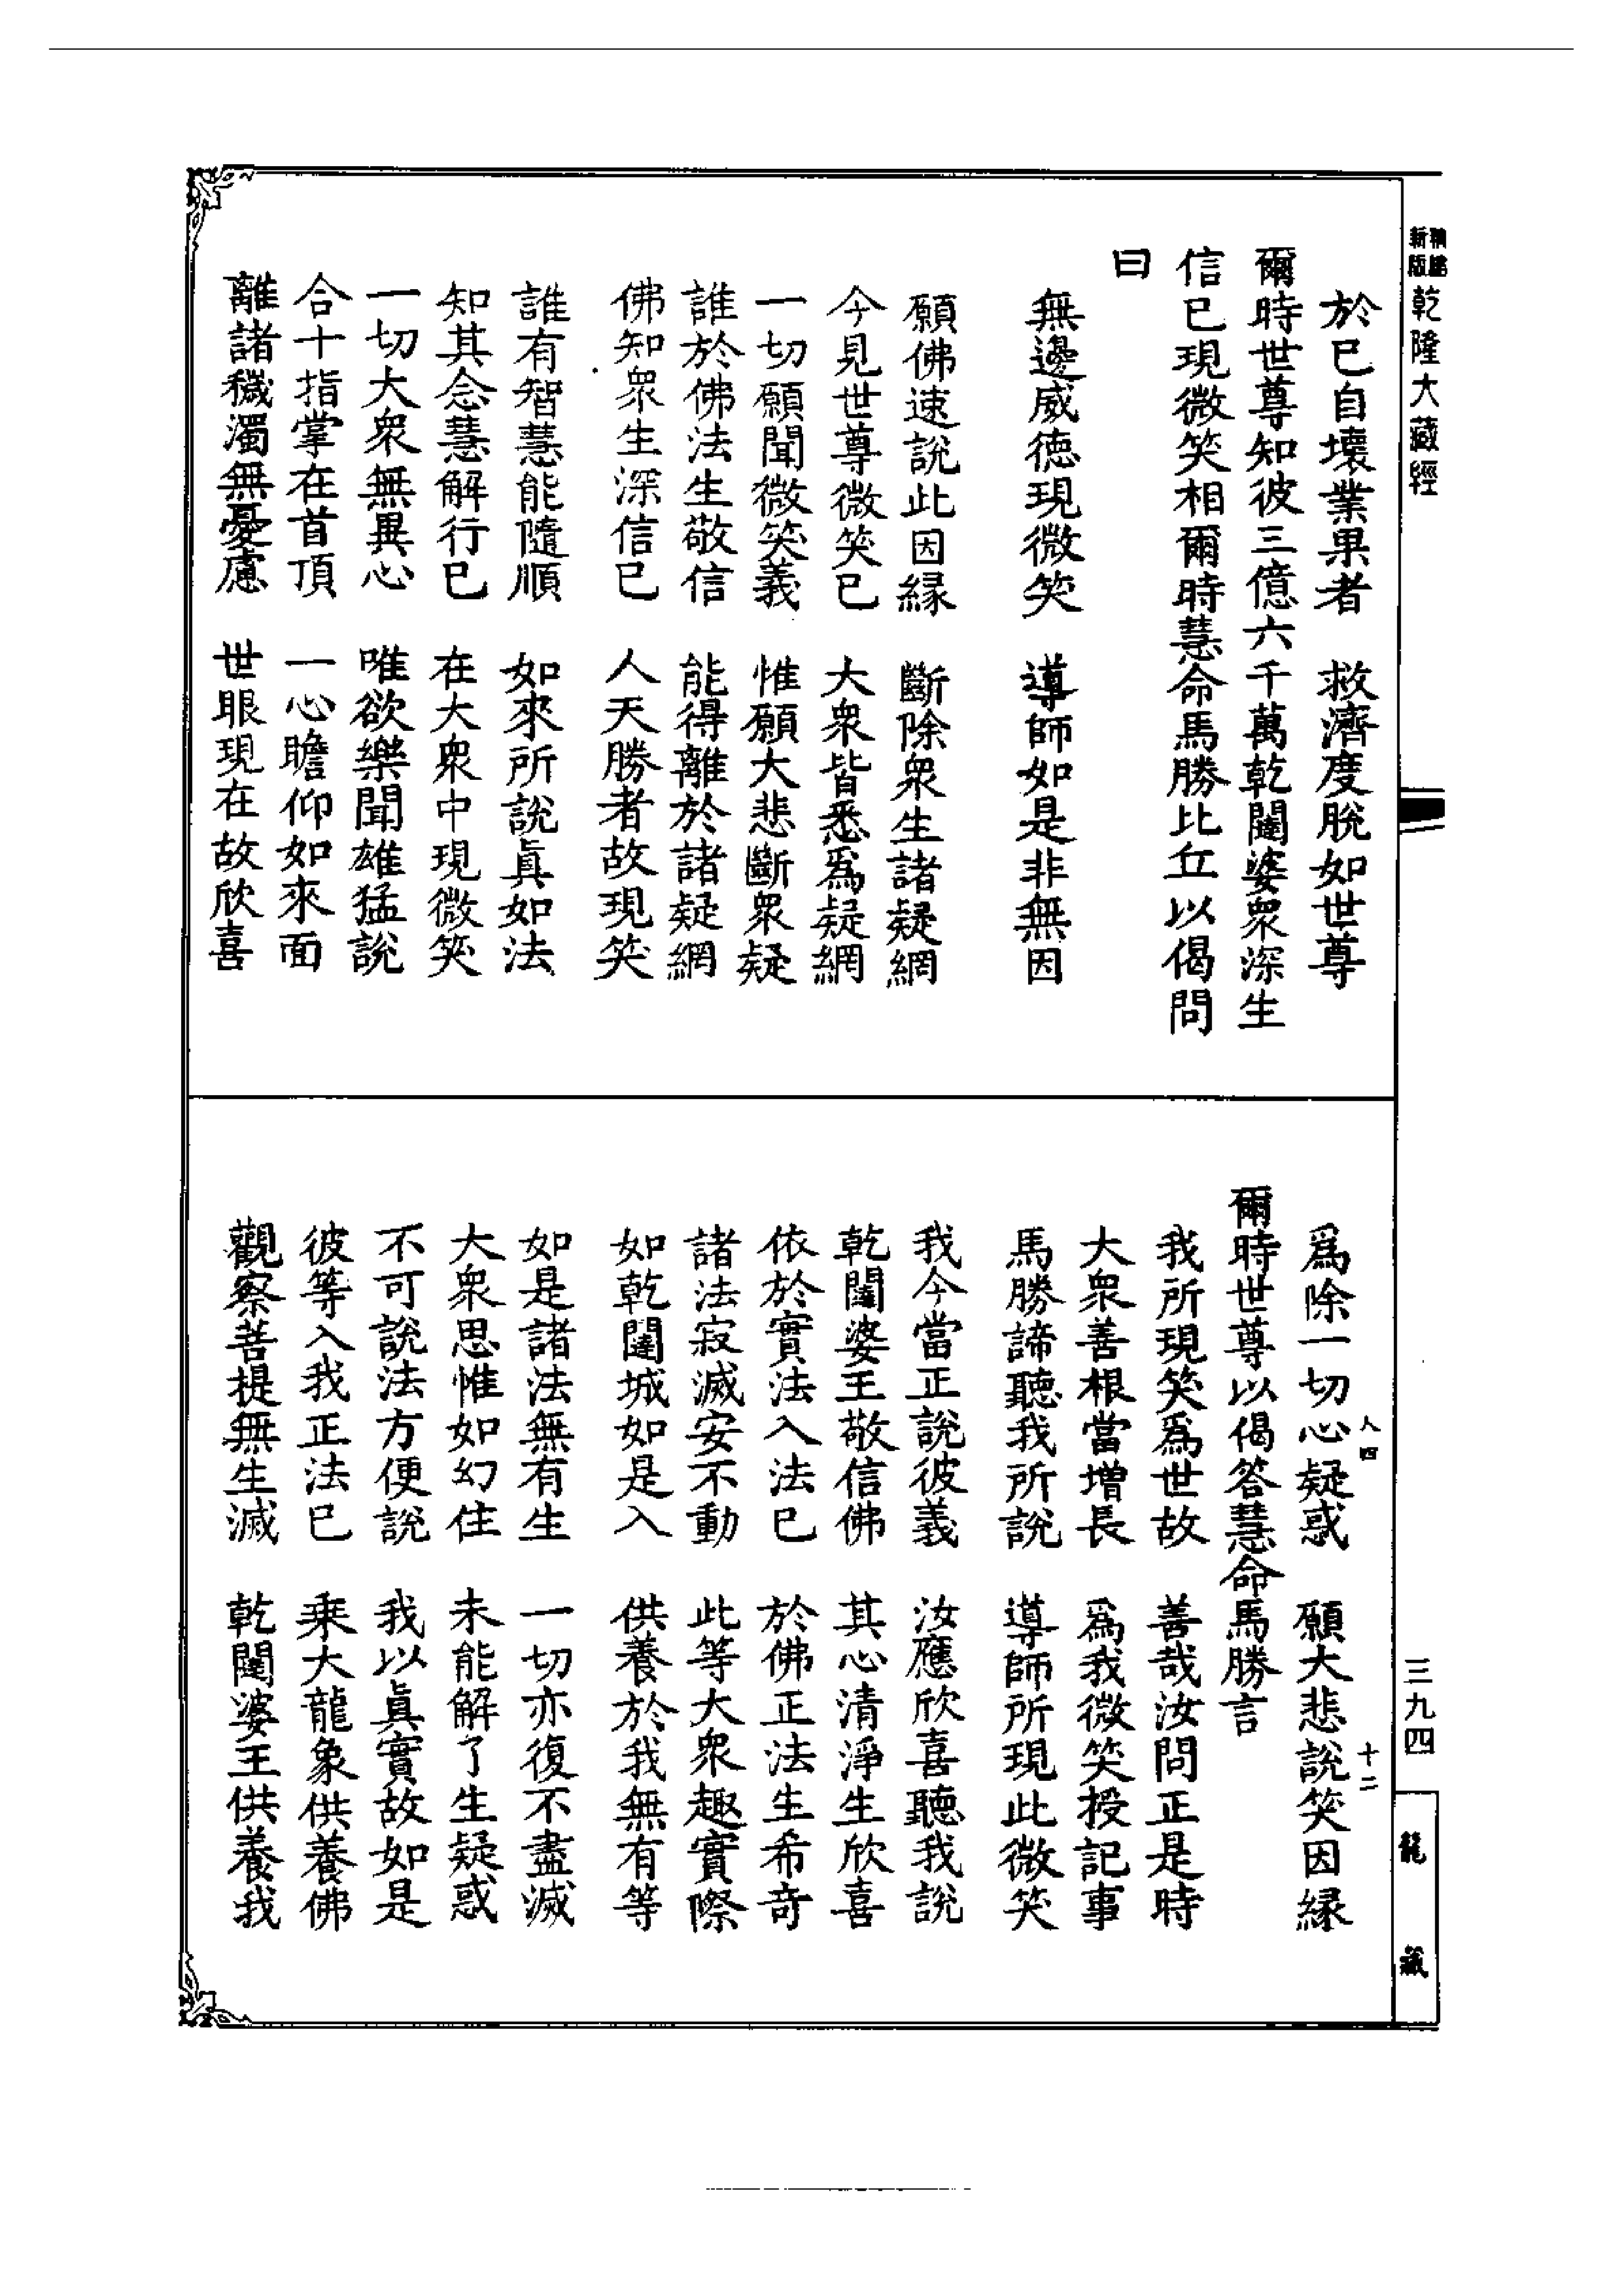 新版乾隆大藏經
於已自壞業果者　救濟度脫如世尊
爾時世尊知彼三億六千萬乾闥婆衆深生
信已現微笑相爾時慧命馬勝比丘以偈問
曰
無邊威德現微笑　導師如是非無因
願佛速說此因緣　斷除衆生諸疑網
今見世尊微笑已　大衆皆悉爲疑網
一切願聞微笑義　惟願大悲斷衆疑
誰於佛法生敬信　能得離於諸疑網
佛知衆生深信已　人天勝者故現笑
誰有智慧能隨順　如來所說眞如法
知其念慧解行已　在大衆中現微笑
一切大衆無異心　唯欲樂聞雄猛說
合十指掌在首頂　一心瞻仰如來面
離諸穢濁無憂慮　世眼現在故欣喜
爲除一切心疑惑　願大悲說笑因緣
爾時世尊以偈答慧命馬勝言
我所現笑爲世故　善哉汝問正是時
大衆善根當增長　爲我微笑授記事
馬勝諦聽我所說　導師所現此微笑
我今當正說彼義　汝應欣喜聽我說
乾闥婆王敬信佛　其心清淨生欣喜
依於實法入法已　於佛正法生希奇
諸法寂滅安不動　此等大衆趣實際
如乾闥城如是入　供養於我無有等
如是諸法無有生　一切亦復不盡滅
大衆思惟如幻住　未能解了生疑惑
不可說法方便說　我以眞實故如是
彼等入我正法已　乘大龍象供養佛
觀察菩提無生滅　乾闥婆王供養我
人四
十二
三九四
龍藏